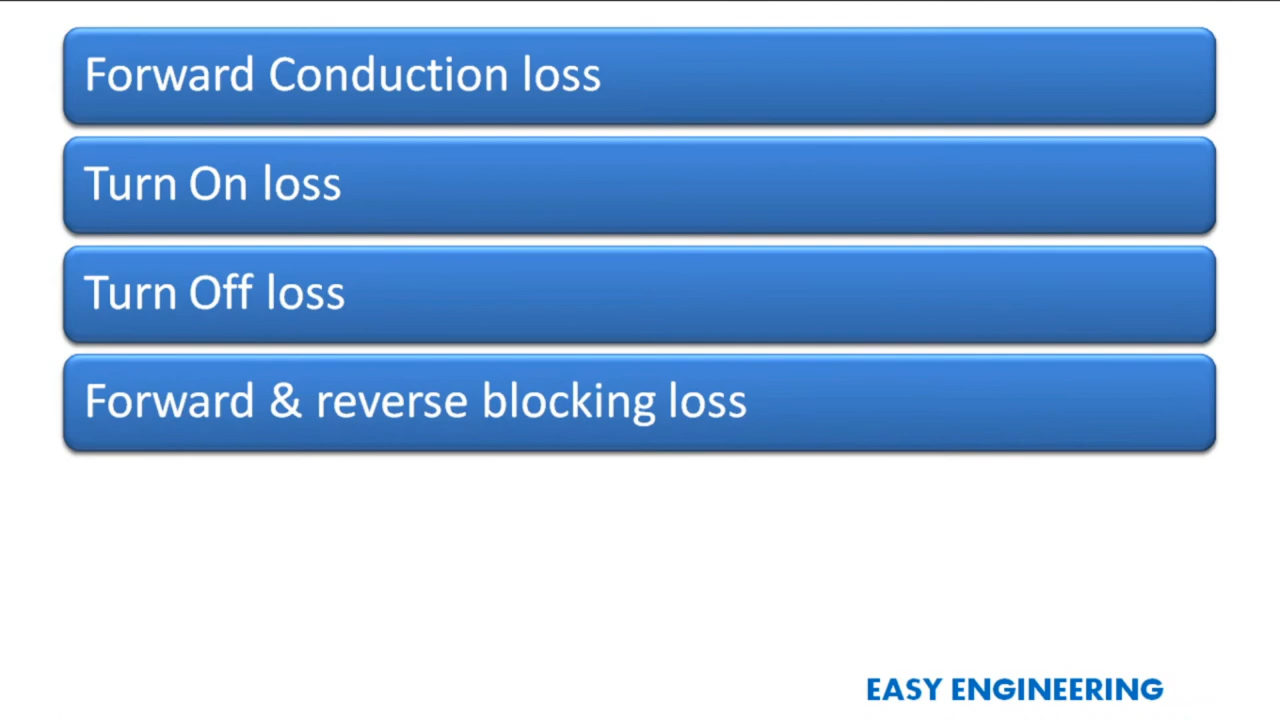 Forward Conduction loss
Turn On loss
Turn Off loss
Forward & reverse blocking loss
EASY ENGINEERING